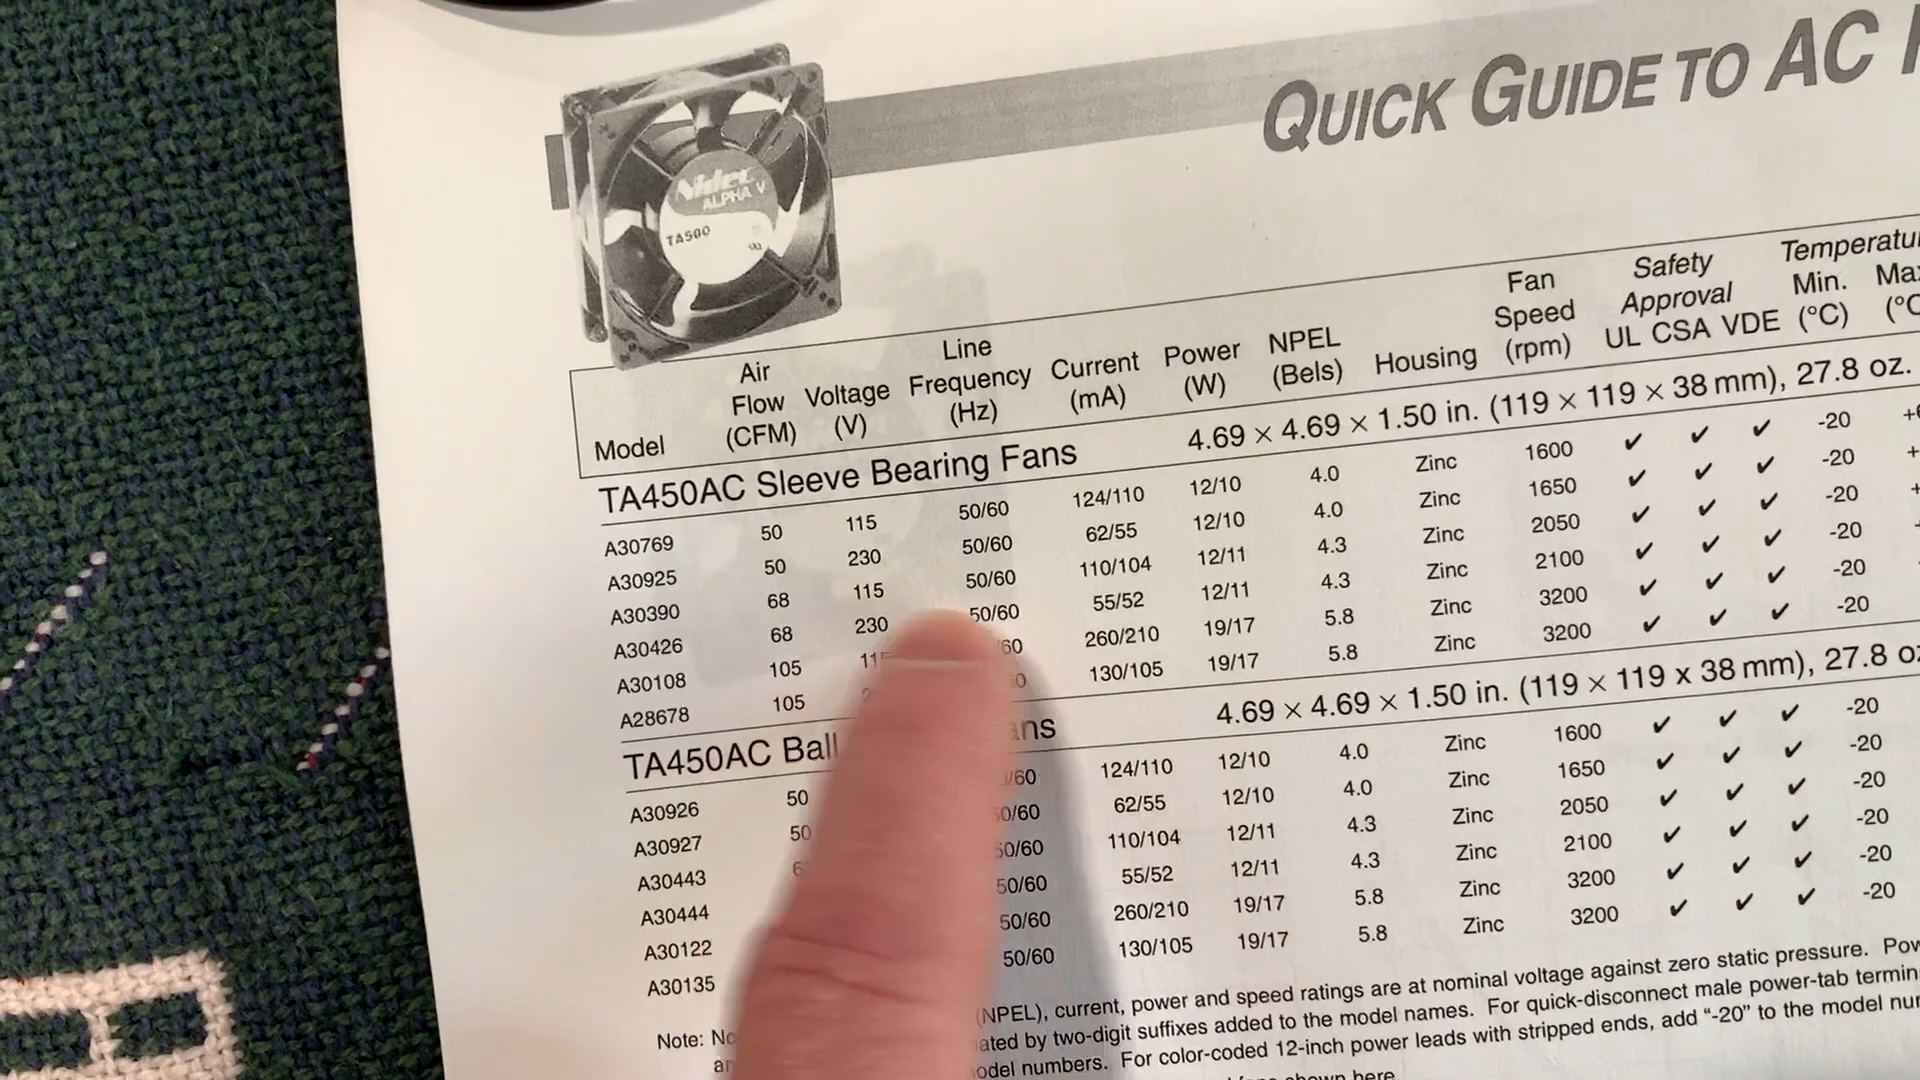 QUICK GUIDE TO AC
Nidec
ALPHA V
TA500
Model Air Flow (CFM) Voltage (V) Line Frequency (Hz) Current (mA) Power (W) NPEL (Bels) Housing Fan Speed (rpm) Safety Approval UL CSA VDE Min. (°C)
TA450AC Sleeve Bearing Fans 4.69 × 4.69 × 1.50 in. (119 × 119 × 38 mm), 27.8 oz.
A30769 50 115 50/60 124/110 12/10 4.0 Zinc 1600 ✔ ✔ ✔ -20
A30925 50 230 50/60 62/55 12/10 4.0 Zinc 1650 ✔ ✔ ✔ -20
A30390 68 115 50/60 110/104 12/11 4.3 Zinc 2050 ✔ ✔ ✔ -20
A30426 68 230 50/60 55/52 12/11 4.3 Zinc 2100 ✔ ✔ ✔ -20
A30108 105 260/210 19/17 5.8 Zinc 3200 ✔ ✔ ✔ -20
A28678 105 130/105 19/17 5.8 Zinc 3200 ✔ ✔ ✔ -20
TA450AC Ball 4.69 × 4.69 × 1.50 in. (119 × 119 x 38 mm), 27.8
A30926 50 124/110 12/10 4.0 Zinc 1600 ✔ ✔ ✔ -20
A30927 50 62/55 12/10 4.0 Zinc 1650 ✔ ✔ ✔ -20
A30443 110/104 12/11 4.3 Zinc 2050 ✔ ✔ ✔ -20
A30444 50/60 55/52 12/11 4.3 Zinc 2100 ✔ ✔ ✔ -20
A30122 50/60 260/210 19/17 5.8 Zinc 3200 ✔ ✔ ✔ -20
A30135 50/60 130/105 19/17 5.8 Zinc 3200 ✔ ✔ ✔ -20
Note: (NPEL), current, power and speed ratings are at nominal voltage against zero static pressure.
by two-digit suffixes added to the model names. For quick-disconnect male power-tab
numbers. For color-coded 12-inch power leads with stripped ends, add “-20” to the model
shown here